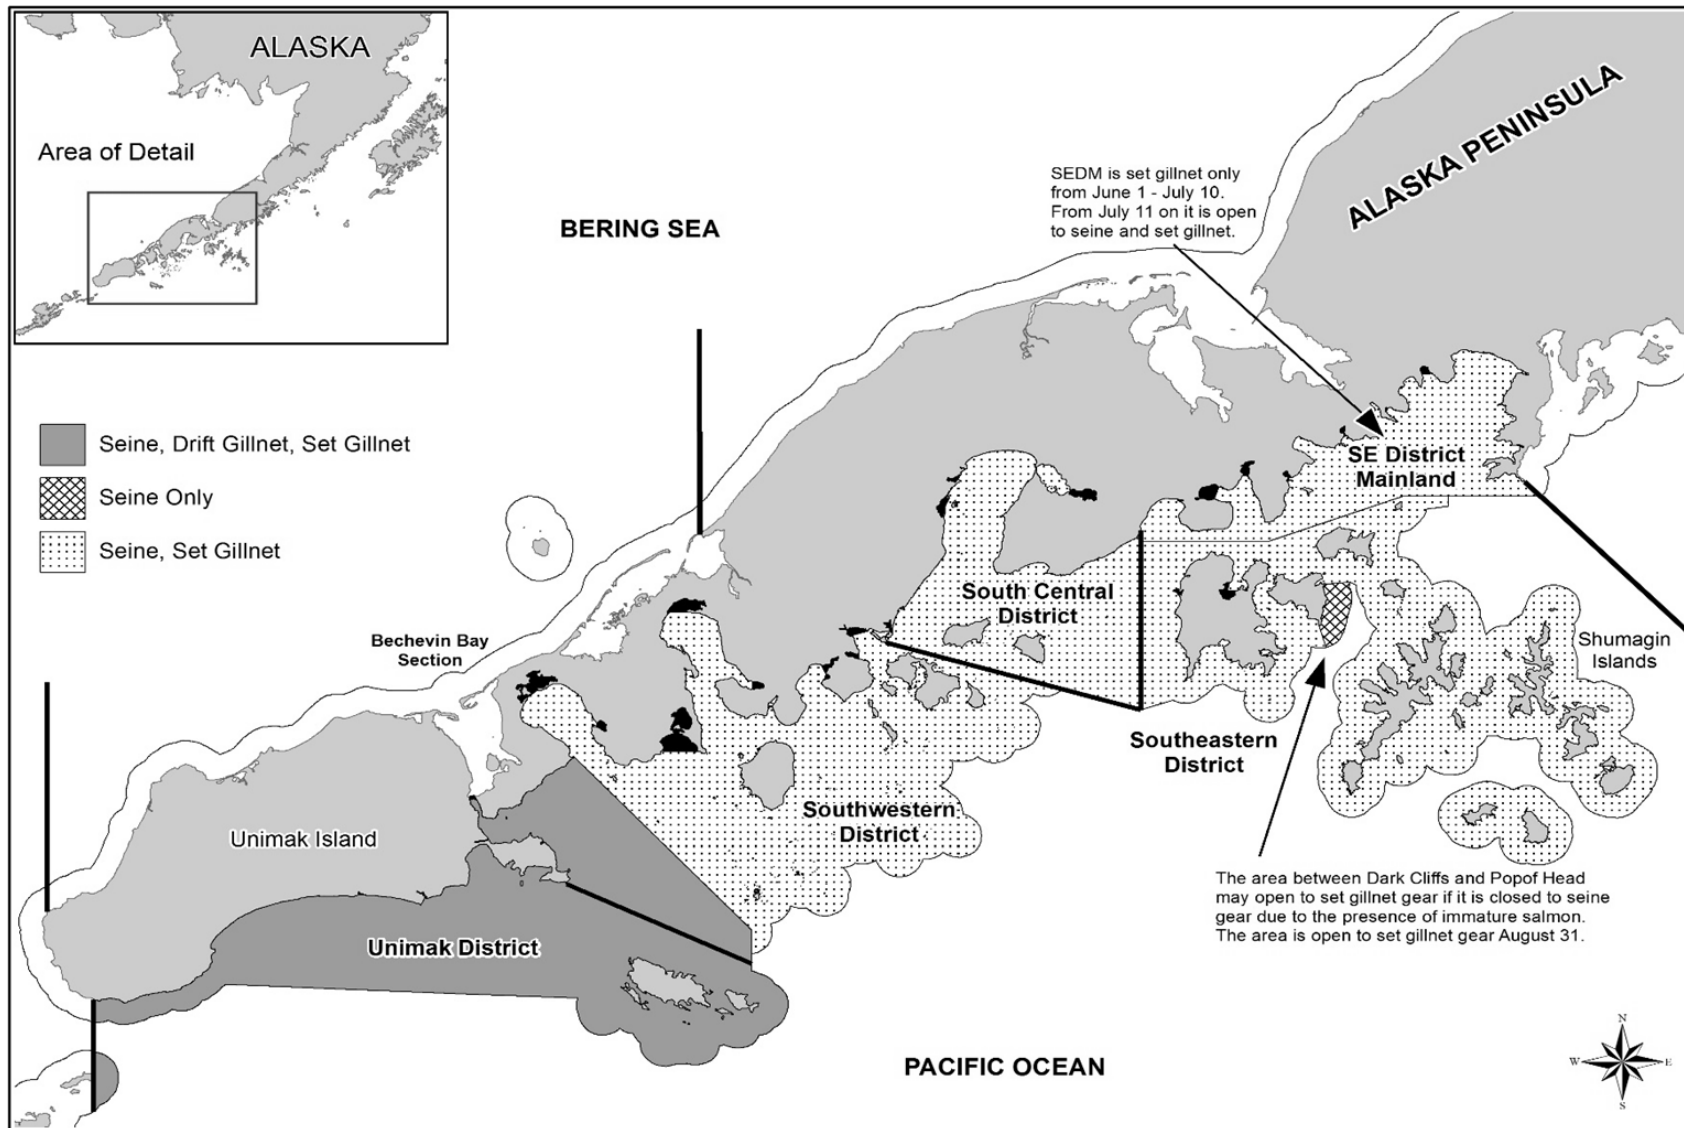 ALASKA
Area of Detail
BERING SEA
ALASKA PENINSULA
SEDM is set gillnet only
from June 1 - July 10.
From July 11 on it is open
to seine and set gillnet.
Seine, Drift Gillnet, Set Gillnet
Seine Only
Seine, Set Gillnet
SE District
Mainland
South Central
District
Bechevin Bay
Section
Shumagin
Islands
Southeastern
District
Southwestern
District
Unimak Island
Unimak District
The area between Dark Cliffs and Popof Head
may open to set gillnet gear if it is closed to seine
gear due to the presence of immature salmon.
The area is open to set gillnet gear August 31.
PACIFIC OCEAN
N
W
E
S